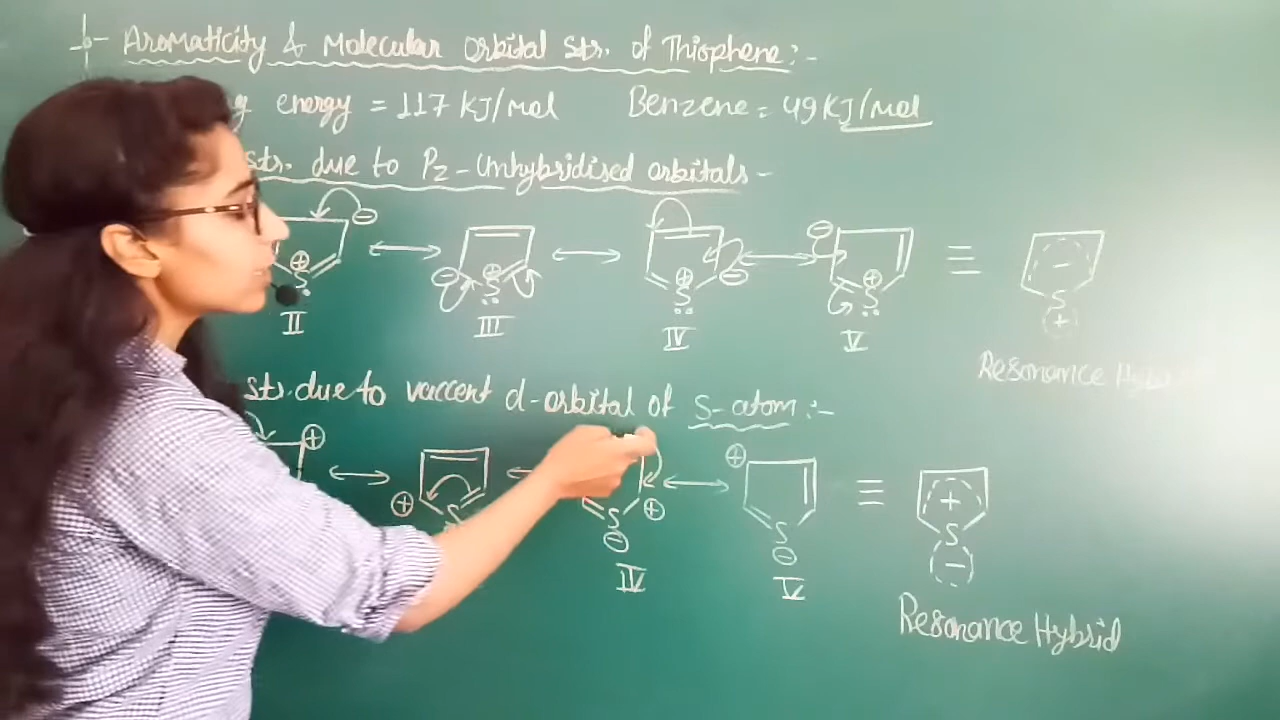 Aromaticity & Molecular orbital str. of Thiophene:-
g energy = 117 KJ/mol Benzene = 49 KJ/mol
str. due to Pz-Unhybridised orbitals-
⊖ ⊖ ⊖ ⊖ -
⊕ S ⊕ S ⊕ S ⊕ S S (+)
II III IV V
Resonance Hybrid
str. due to vaccent d-orbital of S-atom:-
⊕ ⊕ ⊕ ⊕ +
S S S S
⊖ ⊖ (-)
IV V
Resonance Hybrid